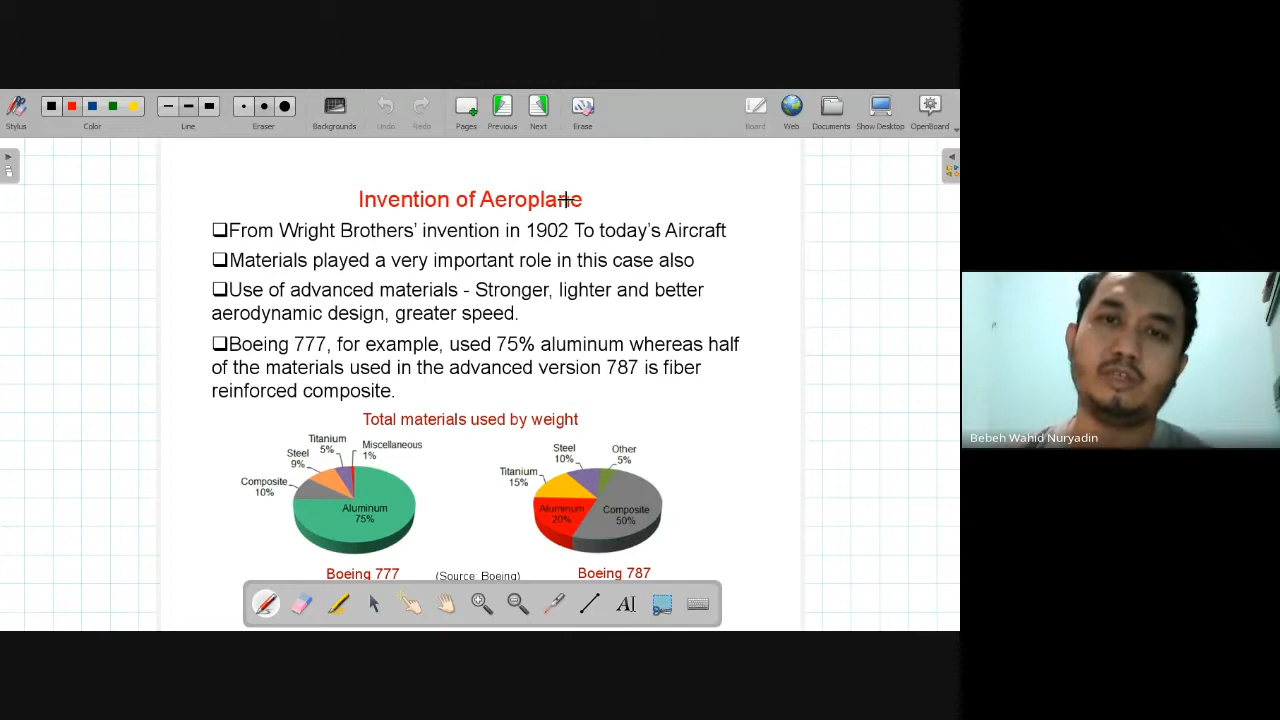 Stylus
Color
Line
Eraser
Backgrounds
Undo
Redo
Pages
Previous
Next
Erase
Board
Web
Documents
Show Desktop
OpenBoard
Invention of Aeroplane
❑From Wright Brothers’ invention in 1902 To today’s Aircraft
❑Materials played a very important role in this case also
❑Use of advanced materials - Stronger, lighter and better
aerodynamic design, greater speed.
❑Boeing 777, for example, used 75% aluminum whereas half
of the materials used in the advanced version 787 is fiber
reinforced composite.
Total materials used by weight
Titanium
5%
Miscellaneous
1%
Steel
9%
Composite
10%
Aluminum
75%
Boeing 777
(Source: Boeing)
Steel
10%
Other
5%
Titanium
15%
Aluminum
20%
Composite
50%
Boeing 787
AI
Bebeh Wahid Nuryadin